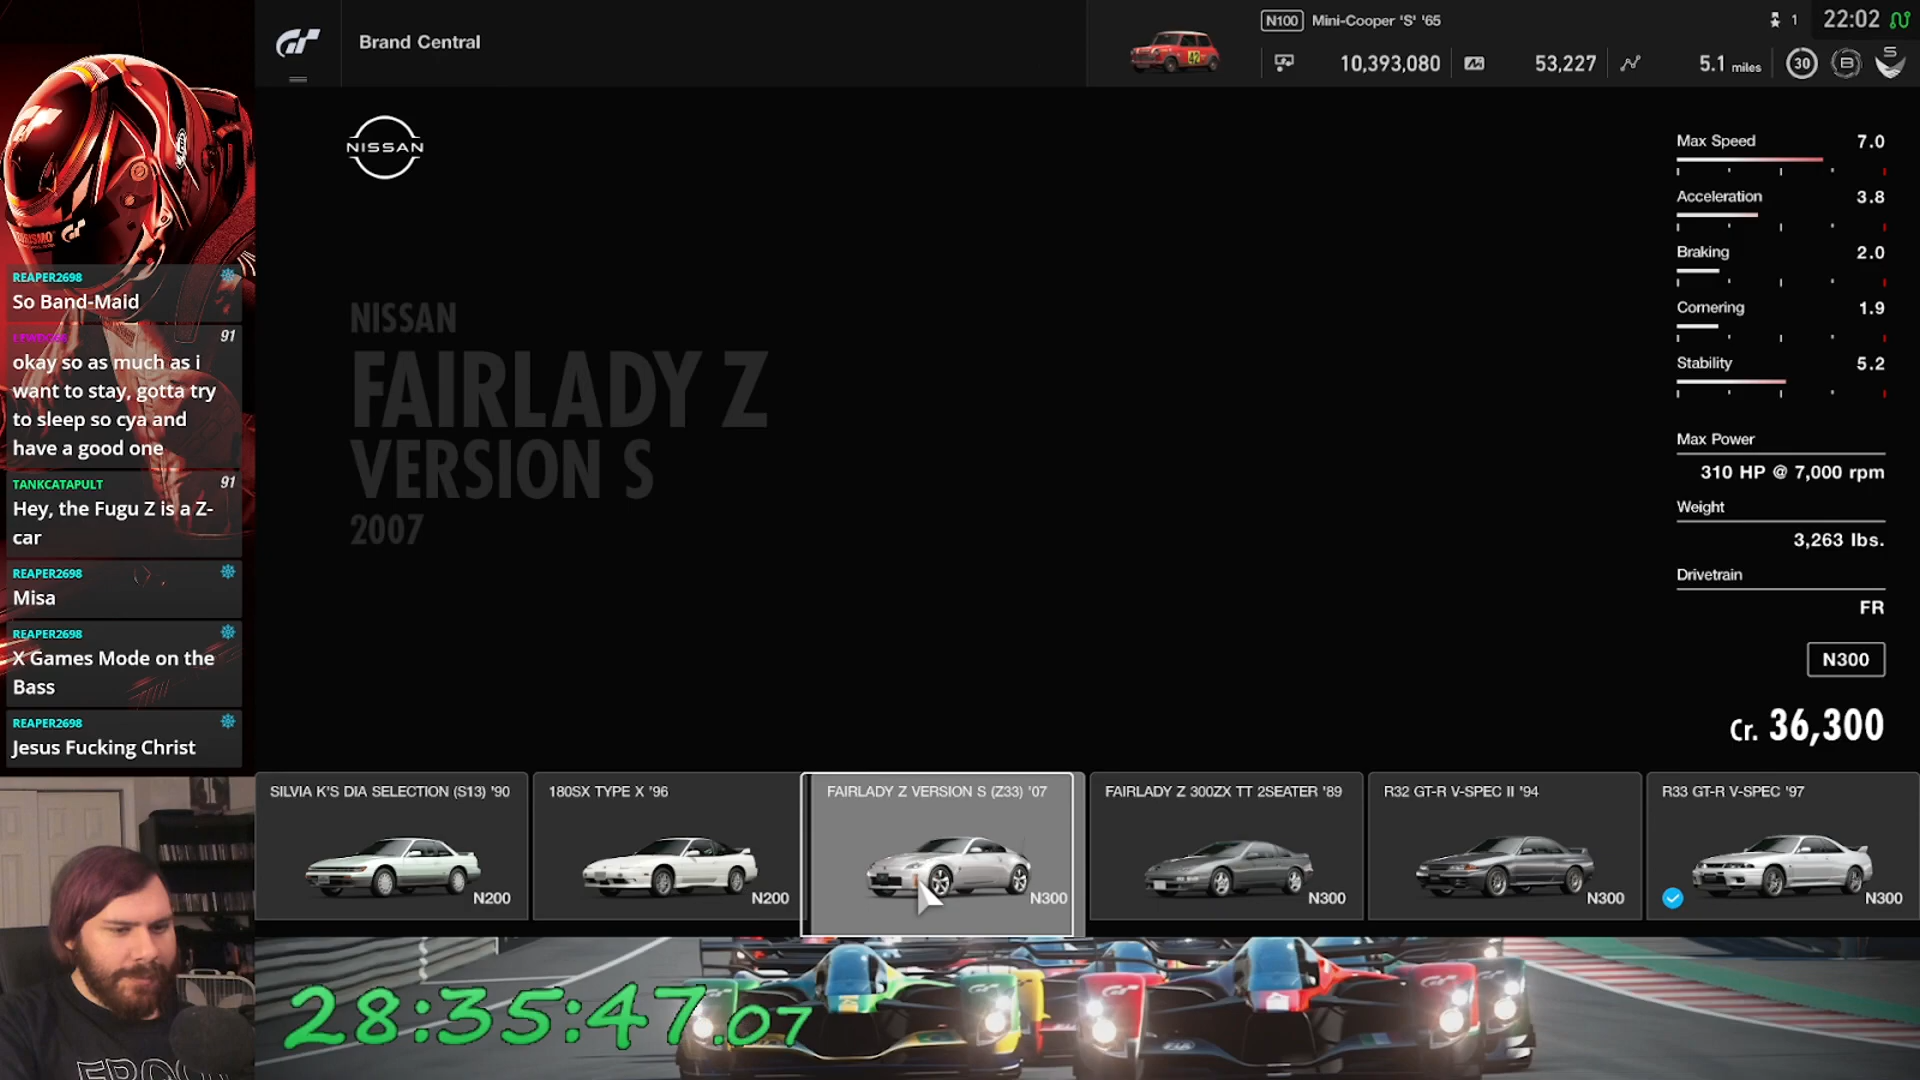 Brand Central
N100 Mini-Cooper 'S' '65
1
22:02
10,393,080
53,227
5.1 miles
30
B
S
NISSAN
NISSAN
FAIRLADY Z
VERSION S
2007
Max Speed 7.0
Acceleration 3.8
Braking 2.0
Cornering 1.9
Stability 5.2
Max Power
310 HP @ 7,000 rpm
Weight
3,263 lbs.
Drivetrain
FR
N300
Cr. 36,300
REAPER2698
So Band-Maid
91
okay so as much as i
want to stay, gotta try
to sleep so cya and
have a good one
TANKCATAPULT 91
Hey, the Fugu Z is a Z-
car
REAPER2698
Misa
REAPER2698
X Games Mode on the
Bass
REAPER2698
Jesus Fucking Christ
SILVIA K'S DIA SELECTION (S13) '90
N200
180SX TYPE X '96
N200
FAIRLADY Z VERSION S (Z33) '07
N300
FAIRLADY Z 300ZX TT 2SEATER '89
N300
R32 GT-R V-SPEC II '94
N300
R33 GT-R V-SPEC '97
N300
28:35:47.07